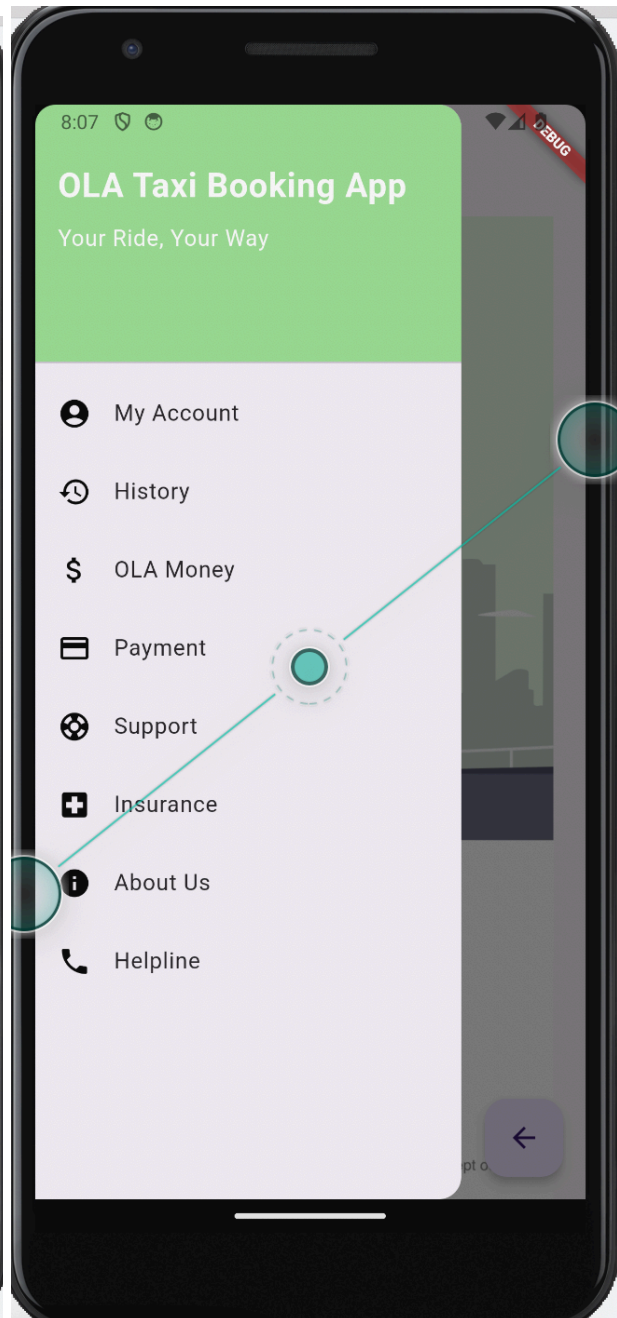 8:07
DEBUG
OLA Taxi Booking App
Your Ride, Your Way
My Account
History
OLA Money
Payment
Support
Insurance
About Us
Helpline